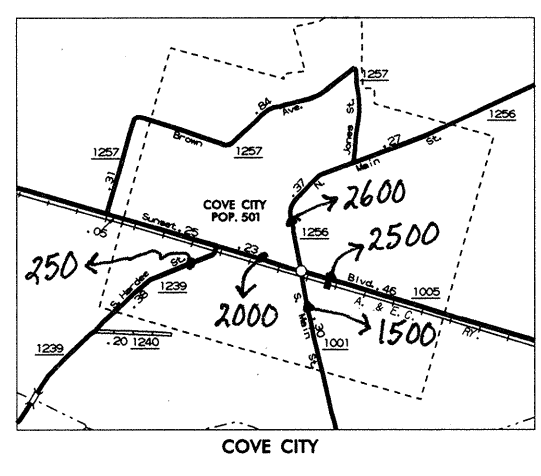 1257
1256
.84
Ave.
Jones St.
Brown
1257
1257
.27
Main St.
.31
.37
N.
2600
COVE CITY
POP. 501
.05
Sunset .25
1256
2500
.23
250
St.
1239
Blvd. .46
1005
S. Hardee
.38
2000
A. & E.C.
RY.
S. Main St.
.30
1500
1239
.20 1240
1001
COVE CITY